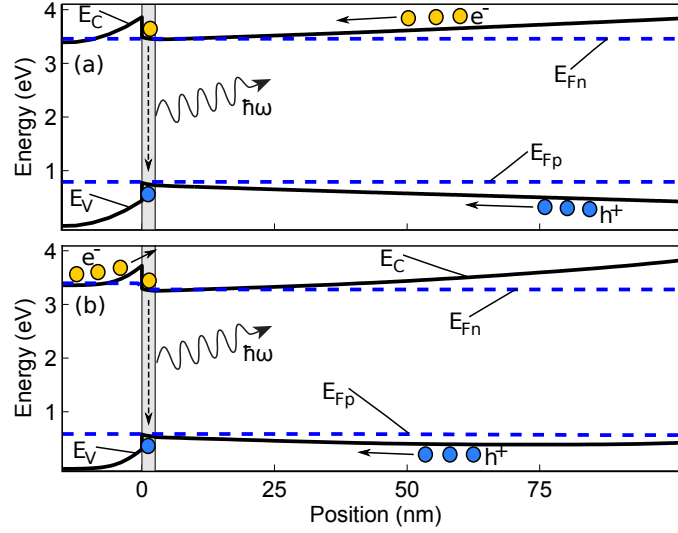 4
E_C
e⁻
(a)
E_Fn
3
ħω
2
E_Fp
1
E_V
h⁺
Energy (eV)
4
e⁻
E_C
(b)
E_Fn
3
ħω
2
E_Fp
1
E_V
h⁺
Energy (eV)
0 25 50 75
Position (nm)